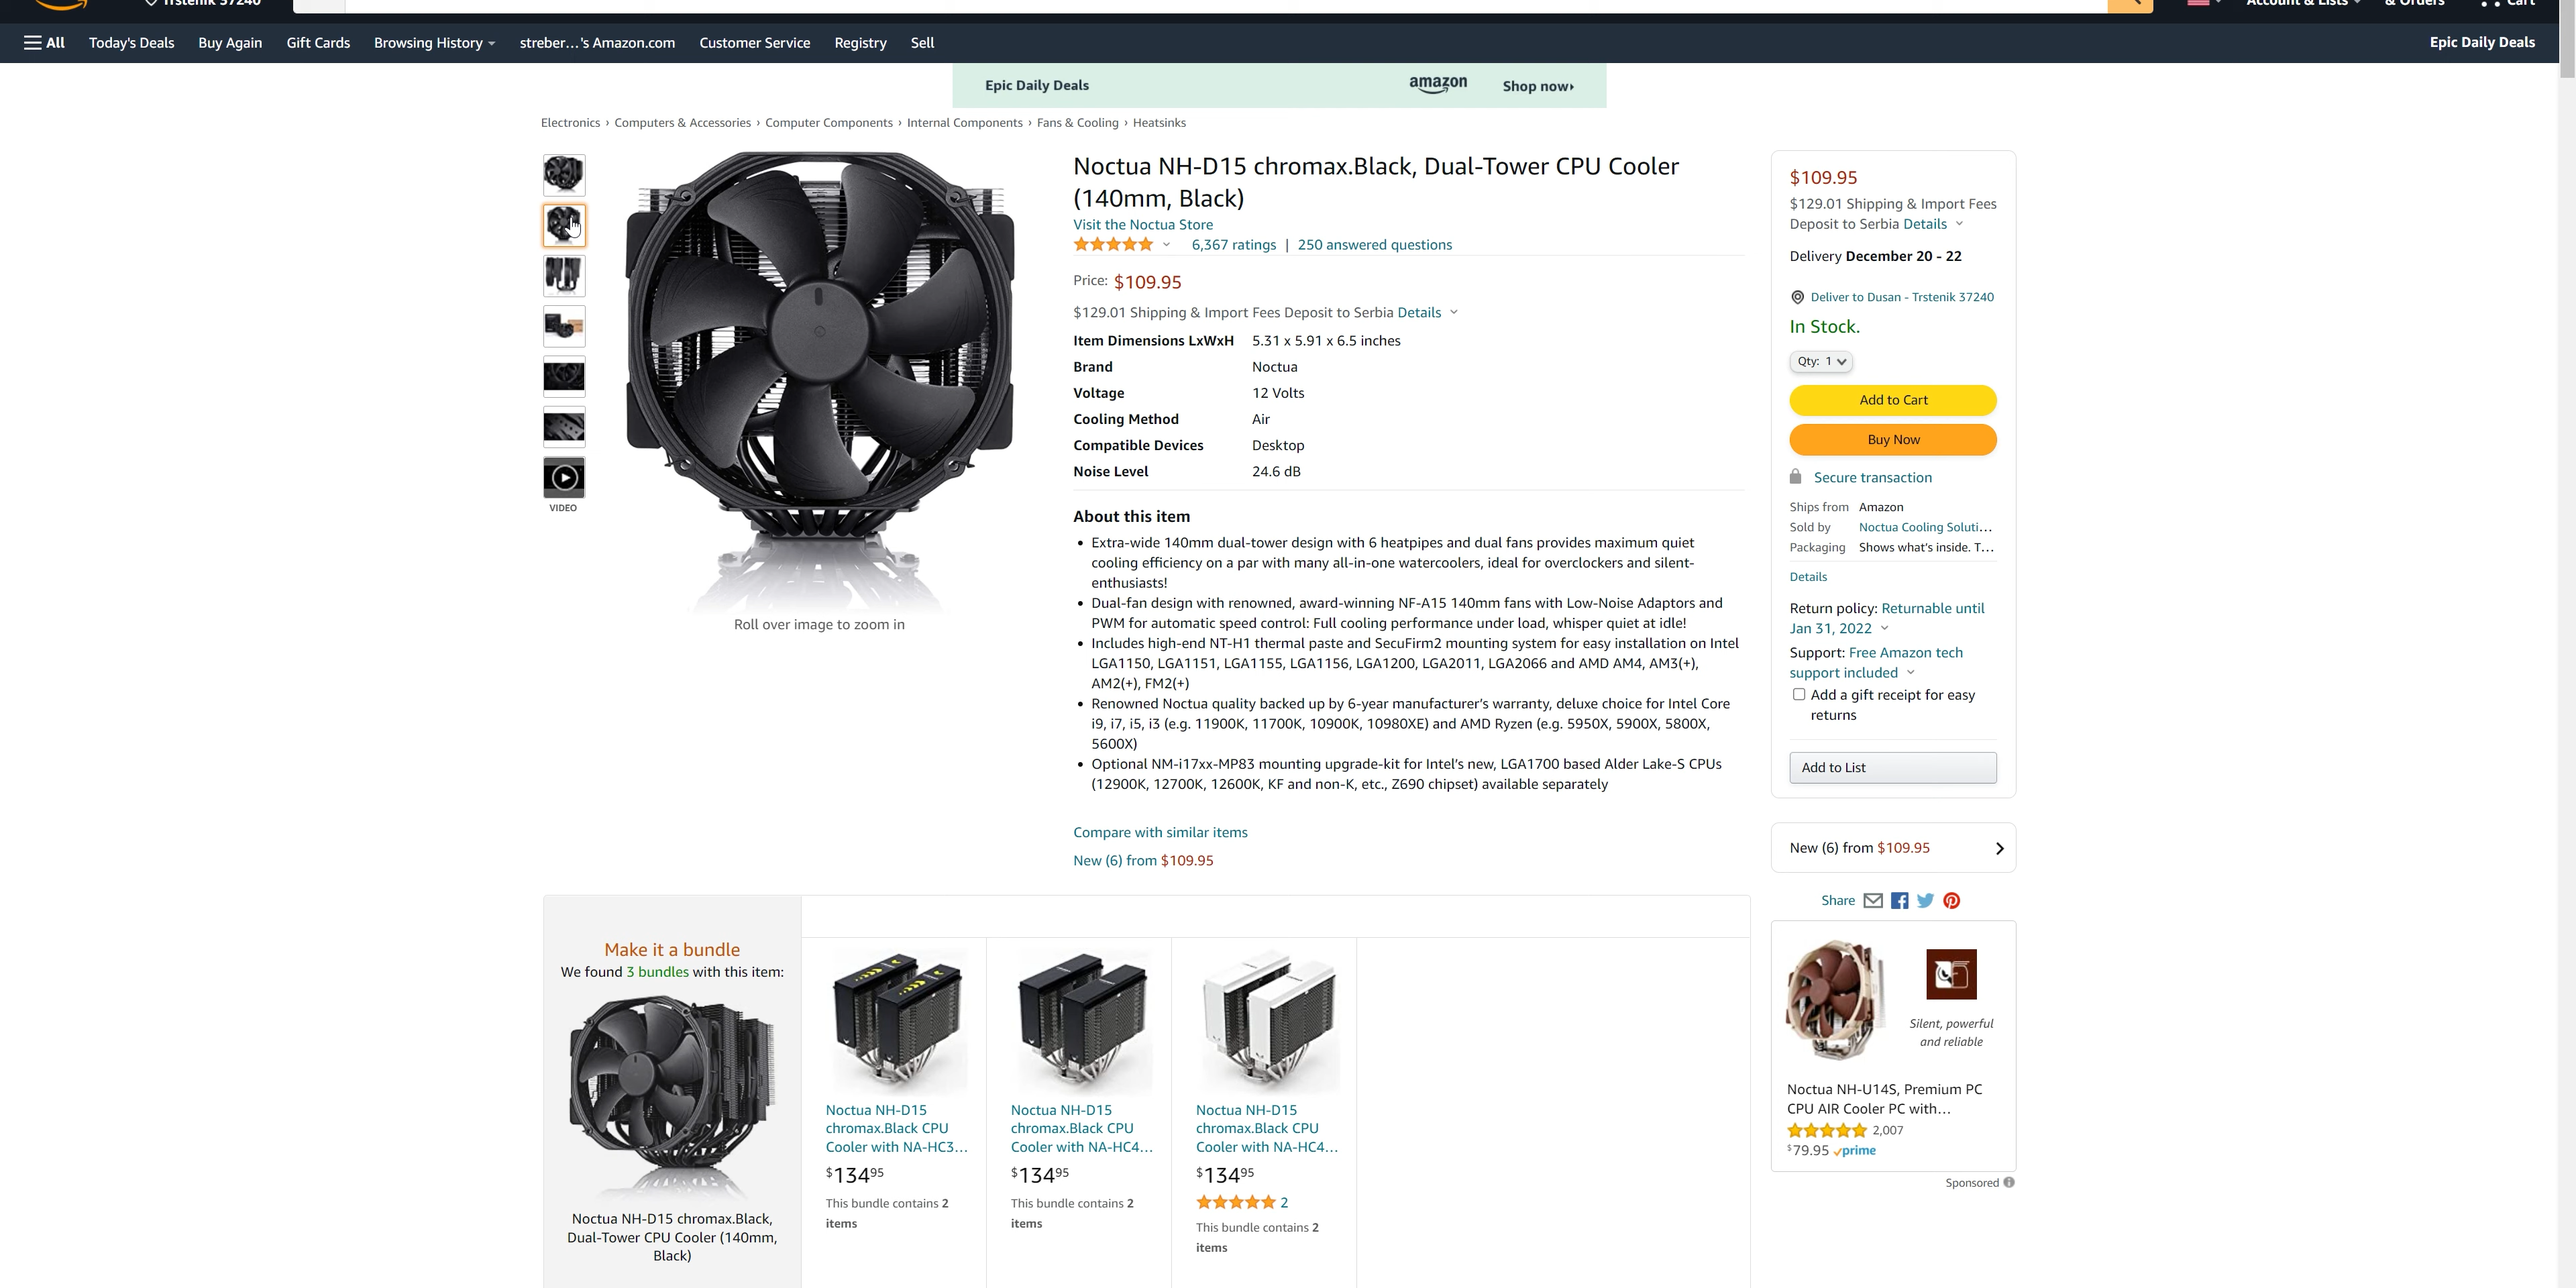 Trstenik 37240
Account & Lists
& Orders
Cart
All
Today's Deals
Buy Again
Gift Cards
Browsing History
streber…'s Amazon.com
Customer Service
Registry
Sell
Epic Daily Deals
Epic Daily Deals
amazon
Shop now
Electronics › Computers & Accessories › Computer Components › Internal Components › Fans & Cooling › Heatsinks
VIDEO
Roll over image to zoom in
Noctua NH-D15 chromax.Black, Dual-Tower CPU Cooler
(140mm, Black)
Visit the Noctua Store
6,367 ratings | 250 answered questions
Price: $109.95
$129.01 Shipping & Import Fees Deposit to Serbia Details
Item Dimensions LxWxH 5.31 x 5.91 x 6.5 inches
Brand Noctua
Voltage 12 Volts
Cooling Method Air
Compatible Devices Desktop
Noise Level 24.6 dB
About this item
• Extra-wide 140mm dual-tower design with 6 heatpipes and dual fans provides maximum quiet
cooling efficiency on a par with many all-in-one watercoolers, ideal for overclockers and silent-
enthusiasts!
• Dual-fan design with renowned, award-winning NF-A15 140mm fans with Low-Noise Adaptors and
PWM for automatic speed control: Full cooling performance under load, whisper quiet at idle!
• Includes high-end NT-H1 thermal paste and SecuFirm2 mounting system for easy installation on Intel
LGA1150, LGA1151, LGA1155, LGA1156, LGA1200, LGA2011, LGA2066 and AMD AM4, AM3(+),
AM2(+), FM2(+)
• Renowned Noctua quality backed up by 6-year manufacturer's warranty, deluxe choice for Intel Core
i9, i7, i5, i3 (e.g. 11900K, 11700K, 10900K, 10980XE) and AMD Ryzen (e.g. 5950X, 5900X, 5800X,
5600X)
• Optional NM-i17xx-MP83 mounting upgrade-kit for Intel's new, LGA1700 based Alder Lake-S CPUs
(12900K, 12700K, 12600K, KF and non-K, etc., Z690 chipset) available separately
Compare with similar items
New (6) from $109.95
$109.95
$129.01 Shipping & Import Fees
Deposit to Serbia Details
Delivery December 20 - 22
Deliver to Dusan - Trstenik 37240
In Stock.
Qty: 1
Add to Cart
Buy Now
Secure transaction
Ships from Amazon
Sold by Noctua Cooling Soluti…
Packaging Shows what's inside. T…
Details
Return policy: Returnable until
Jan 31, 2022
Support: Free Amazon tech
support included
Add a gift receipt for easy
returns
Add to List
New (6) from $109.95
Share
Silent, powerful
and reliable
Noctua NH-U14S, Premium PC
CPU AIR Cooler PC with…
2,007
$79.95 prime
Sponsored
Make it a bundle
We found 3 bundles with this item:
Noctua NH-D15 chromax.Black,
Dual-Tower CPU Cooler (140mm,
Black)
Noctua NH-D15
chromax.Black CPU
Cooler with NA-HC3…
$134 95
This bundle contains 2
items
Noctua NH-D15
chromax.Black CPU
Cooler with NA-HC4…
$134 95
This bundle contains 2
items
Noctua NH-D15
chromax.Black CPU
Cooler with NA-HC4…
$134 95
2
This bundle contains 2
items